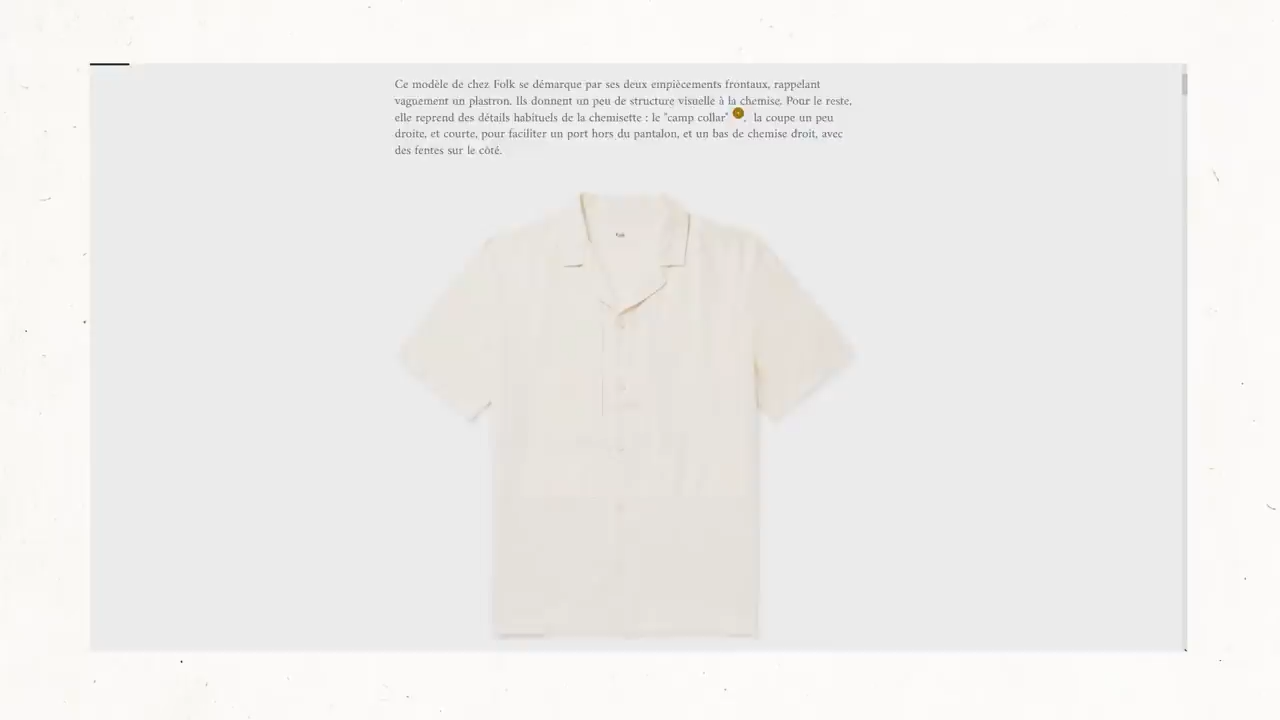 Ce modèle de chez Folk se démarque par ses deux empiècements frontaux, rappelant
vaguement un plastron. Ils donnent un peu de structure visuelle à la chemise. Pour le reste,
elle reprend des détails habituels de la chemisette : le "camp collar" , la coupe un peu
droite, et courte, pour faciliter un port hors du pantalon, et un bas de chemise droit, avec
des fentes sur le côté.
Folk